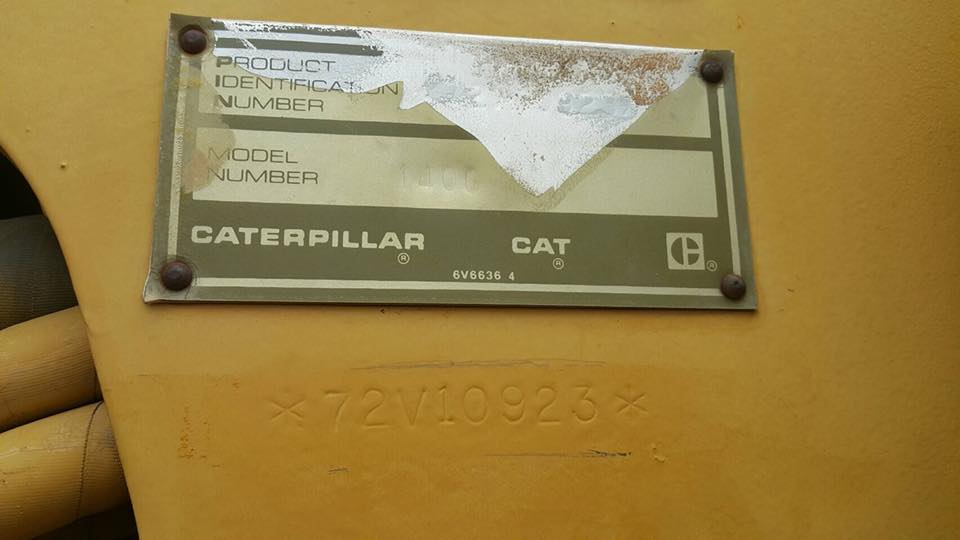 PRODUCT
IDENTIFICATION
NUMBER
MODEL
NUMBER
CATERPILLAR ®
CAT ®
®
6V6636 4
*72V10923*